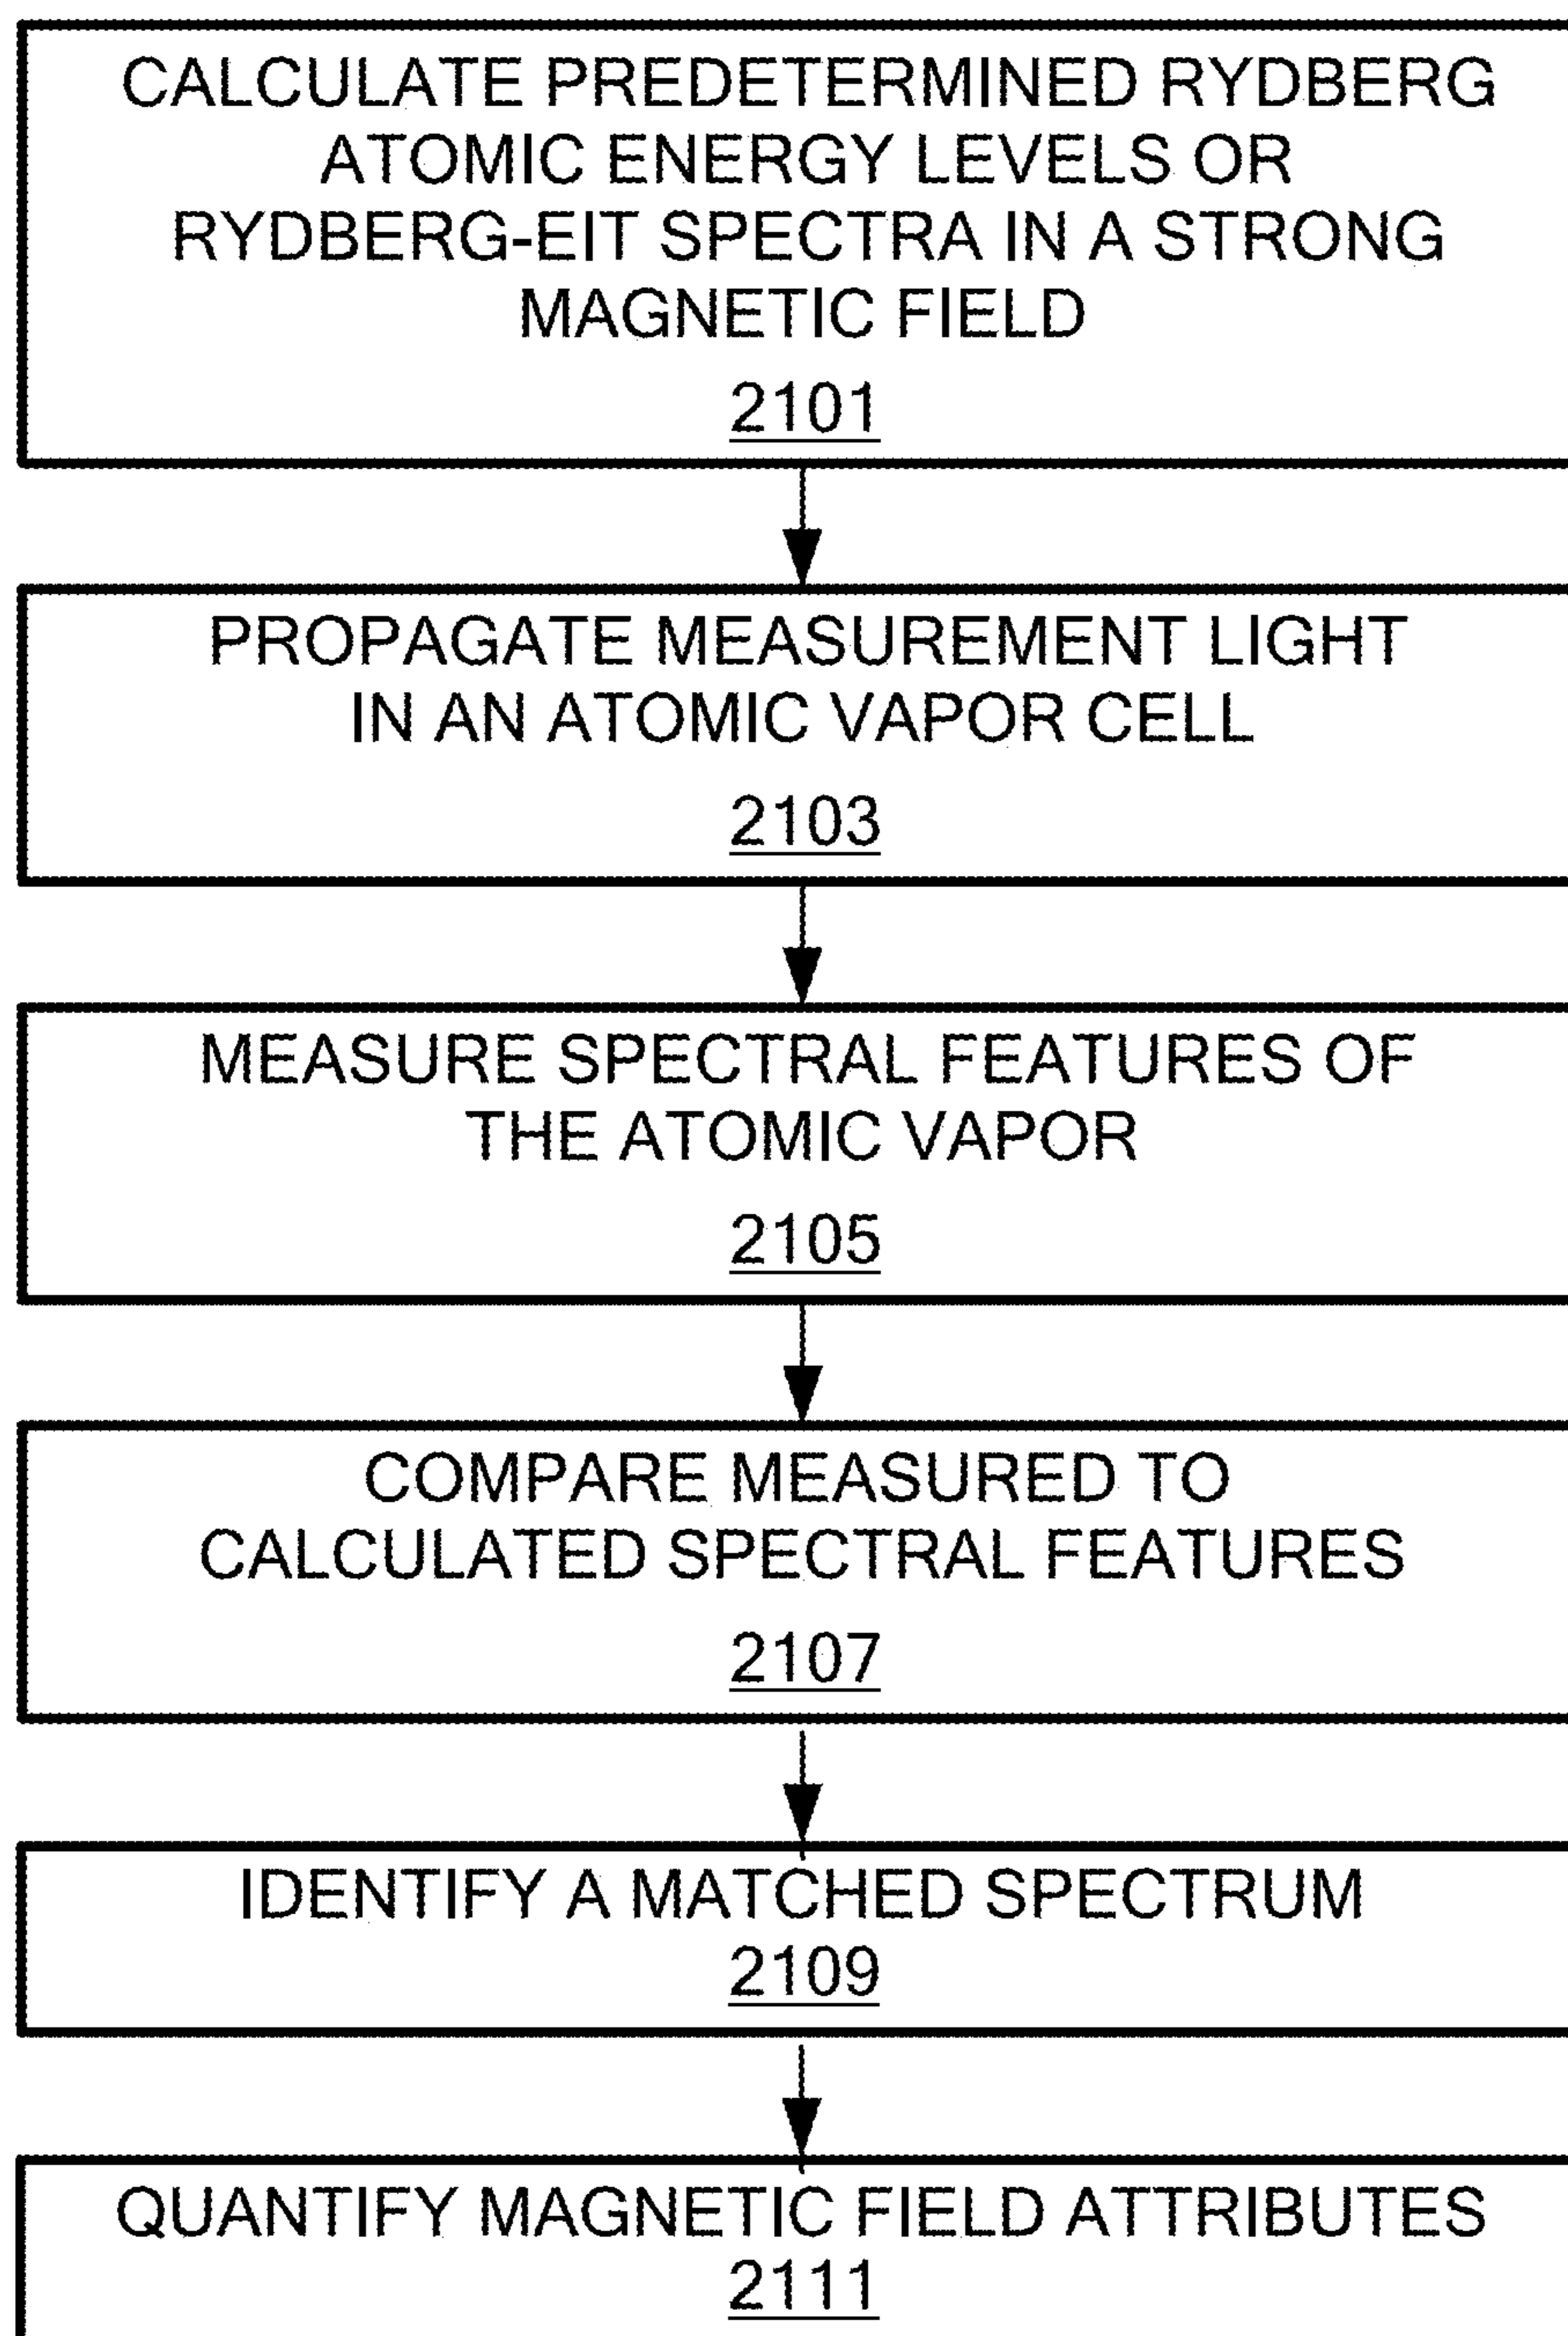 CALCULATE PREDETERMINED RYDBERG
ATOMIC ENERGY LEVELS OR
RYDBERG-EIT SPECTRA IN A STRONG
MAGNETIC FIELD
2101
PROPAGATE MEASUREMENT LIGHT
IN AN ATOMIC VAPOR CELL
2103
MEASURE SPECTRAL FEATURES OF
THE ATOMIC VAPOR
2105
COMPARE MEASURED TO
CALCULATED SPECTRAL FEATURES
2107
IDENTIFY A MATCHED SPECTRUM
2109
QUANTIFY MAGNETIC FIELD ATTRIBUTES
2111